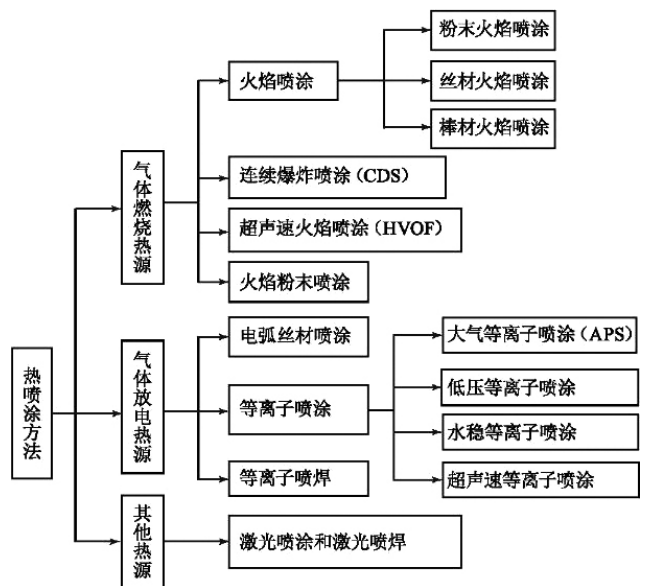 热喷涂方法
气体燃烧热源
火焰喷涂
粉末火焰喷涂
丝材火焰喷涂
棒材火焰喷涂
连续爆炸喷涂(CDS)
超声速火焰喷涂(HVOF)
火焰粉末喷涂
气体放电热源
电弧丝材喷涂
等离子喷涂
大气等离子喷涂(APS)
低压等离子喷涂
水稳等离子喷涂
超声速等离子喷涂
等离子喷焊
其他热源
激光喷涂和激光喷焊